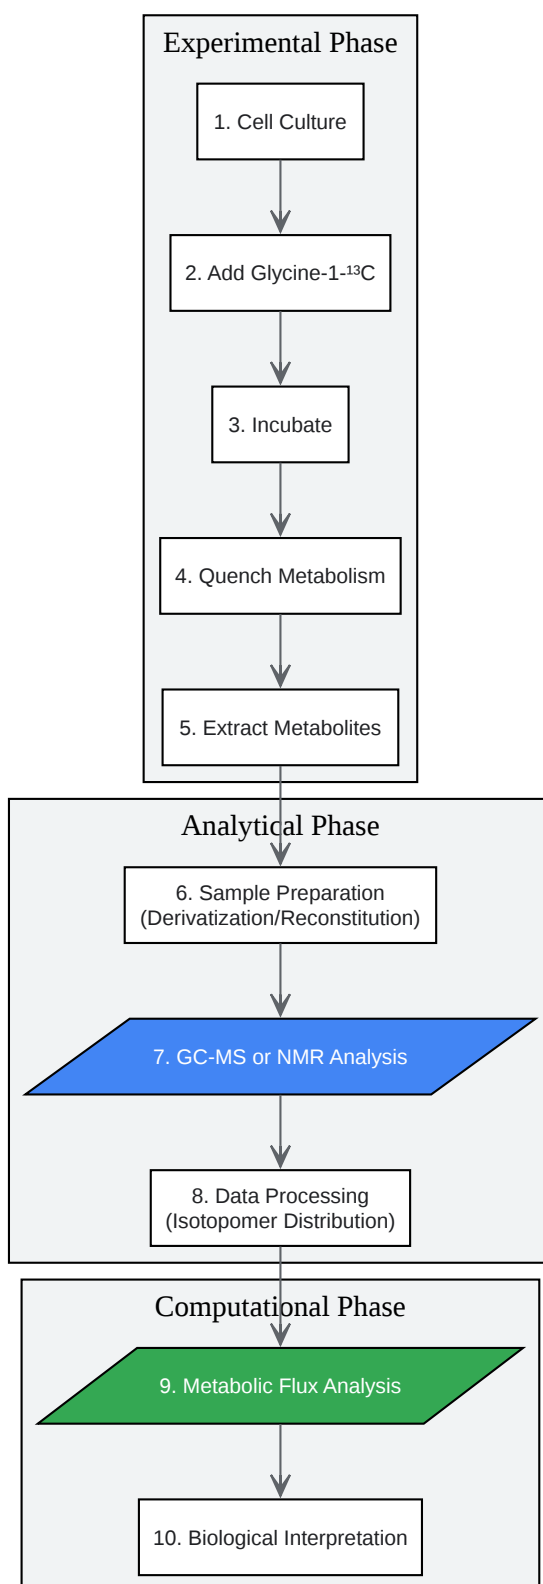 Experimental Phase
1. Cell Culture
2. Add Glycine-1-¹³C
3. Incubate
4. Quench Metabolism
5. Extract Metabolites
Analytical Phase
6. Sample Preparation
(Derivatization/Reconstitution)
7. GC-MS or NMR Analysis
8. Data Processing
(Isotopomer Distribution)
Computational Phase
9. Metabolic Flux Analysis
10. Biological Interpretation